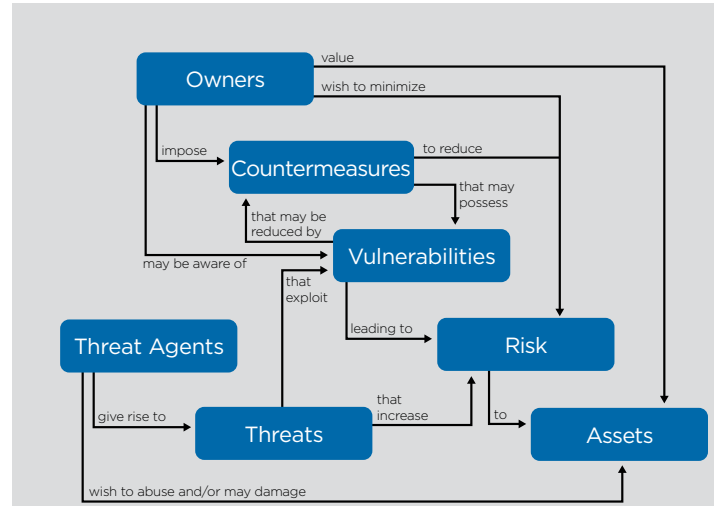 value
Owners
wish to minimize
impose
to reduce
Countermeasures
that may
possess
that may be
reduced by
Vulnerabilities
may be aware of
that
exploit
leading to
Threat Agents
Risk
that
increase
give rise to
to
Threats
Assets
wish to abuse and/or may damage